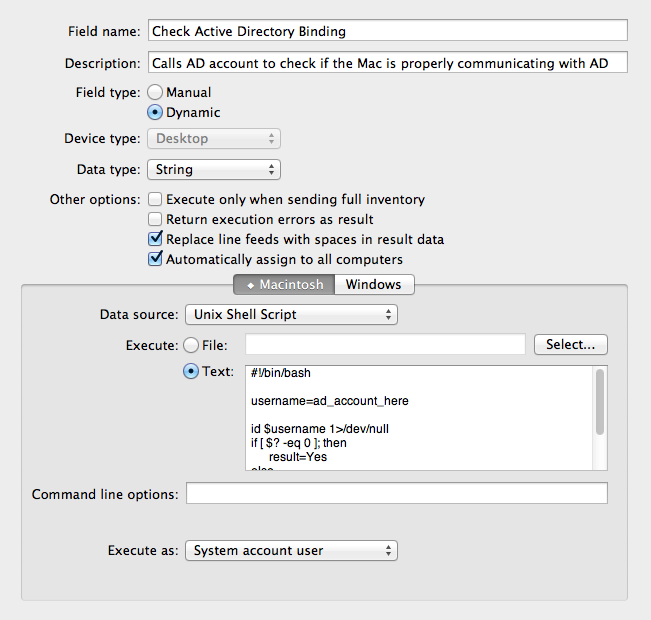 Field name: Check Active Directory Binding
Description: Calls AD account to check if the Mac is properly communicating with AD
Field type: Manual
Dynamic
Device type: Desktop
Data type: String
Other options: Execute only when sending full inventory
Return execution errors as result
Replace line feeds with spaces in result data
Automatically assign to all computers
Macintosh Windows
Data source: Unix Shell Script
Execute: File: Select...
Text: #!/bin/bash
username=ad_account_here
id $username 1>/dev/null
if [ $? -eq 0 ]; then
result=Yes
else
Command line options:
Execute as: System account user